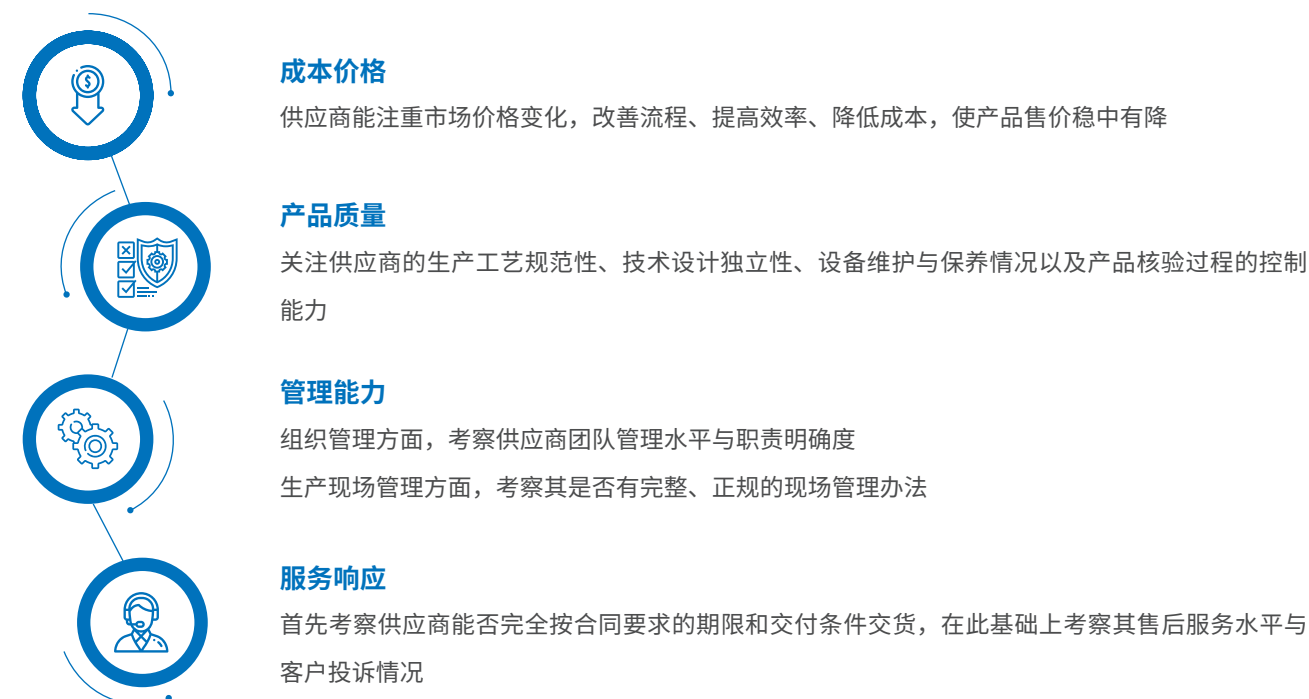 成本价格
供应商能注重市场价格变化，改善流程、提高效率、降低成本，使产品售价稳中有降
产品质量
关注供应商的生产工艺规范性、技术设计独立性、设备维护与保养情况以及产品核验过程的控制
能力
管理能力
组织管理方面，考察供应商团队管理水平与职责明确度
生产现场管理方面，考察其是否有完整、正规的现场管理办法
服务响应
首先考察供应商能否完全按合同要求的期限和交付条件交货，在此基础上考察其售后服务水平与
客户投诉情况